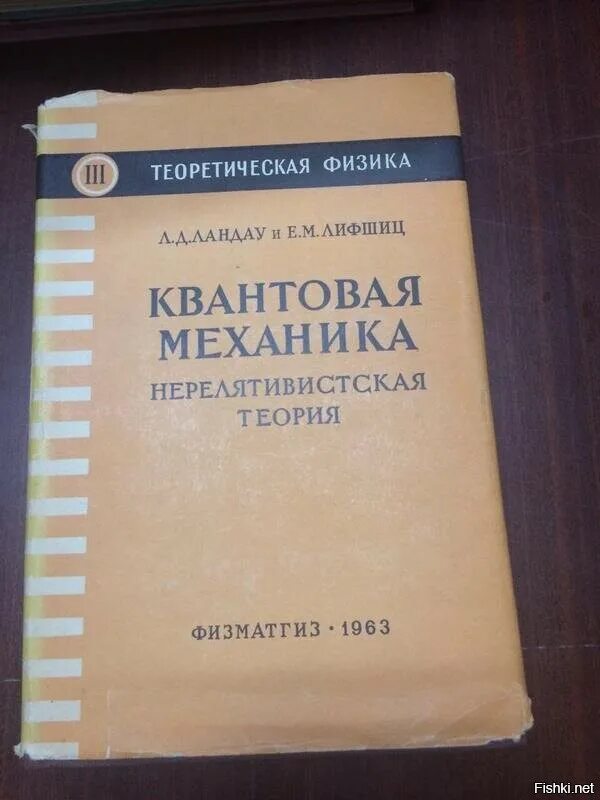 III ТЕОРЕТИЧЕСКАЯ ФИЗИКА
Л.Д.ЛАНДАУ И Е.М.ЛИФШИЦ
КВАНТОВАЯ
МЕХАНИКА
НЕРЕЛЯТИВИСТСКАЯ
ТЕОРИЯ
ФИЗМАТГИЗ · 1963
Fishki.net